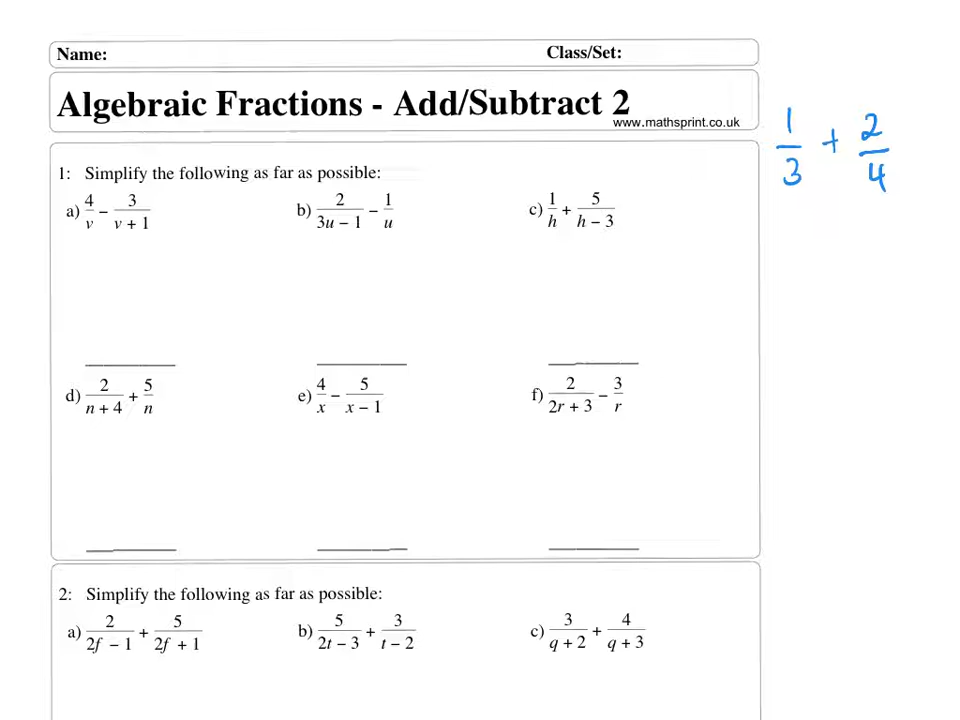 Name: Class/Set:
Algebraic Fractions - Add/Subtract 2
www.mathsprint.co.uk
1/3 + 2/4
1: Simplify the following as far as possible:
a) 4/v − 3/(v + 1) b) 2/(3u − 1) − 1/u c) 1/h + 5/(h − 3)
d) 2/(n + 4) + 5/n e) 4/x − 5/(x − 1) f) 2/(2r + 3) − 3/r
2: Simplify the following as far as possible:
a) 2/(2f − 1) + 5/(2f + 1) b) 5/(2t − 3) + 3/(t − 2) c) 3/(q + 2) + 4/(q + 3)